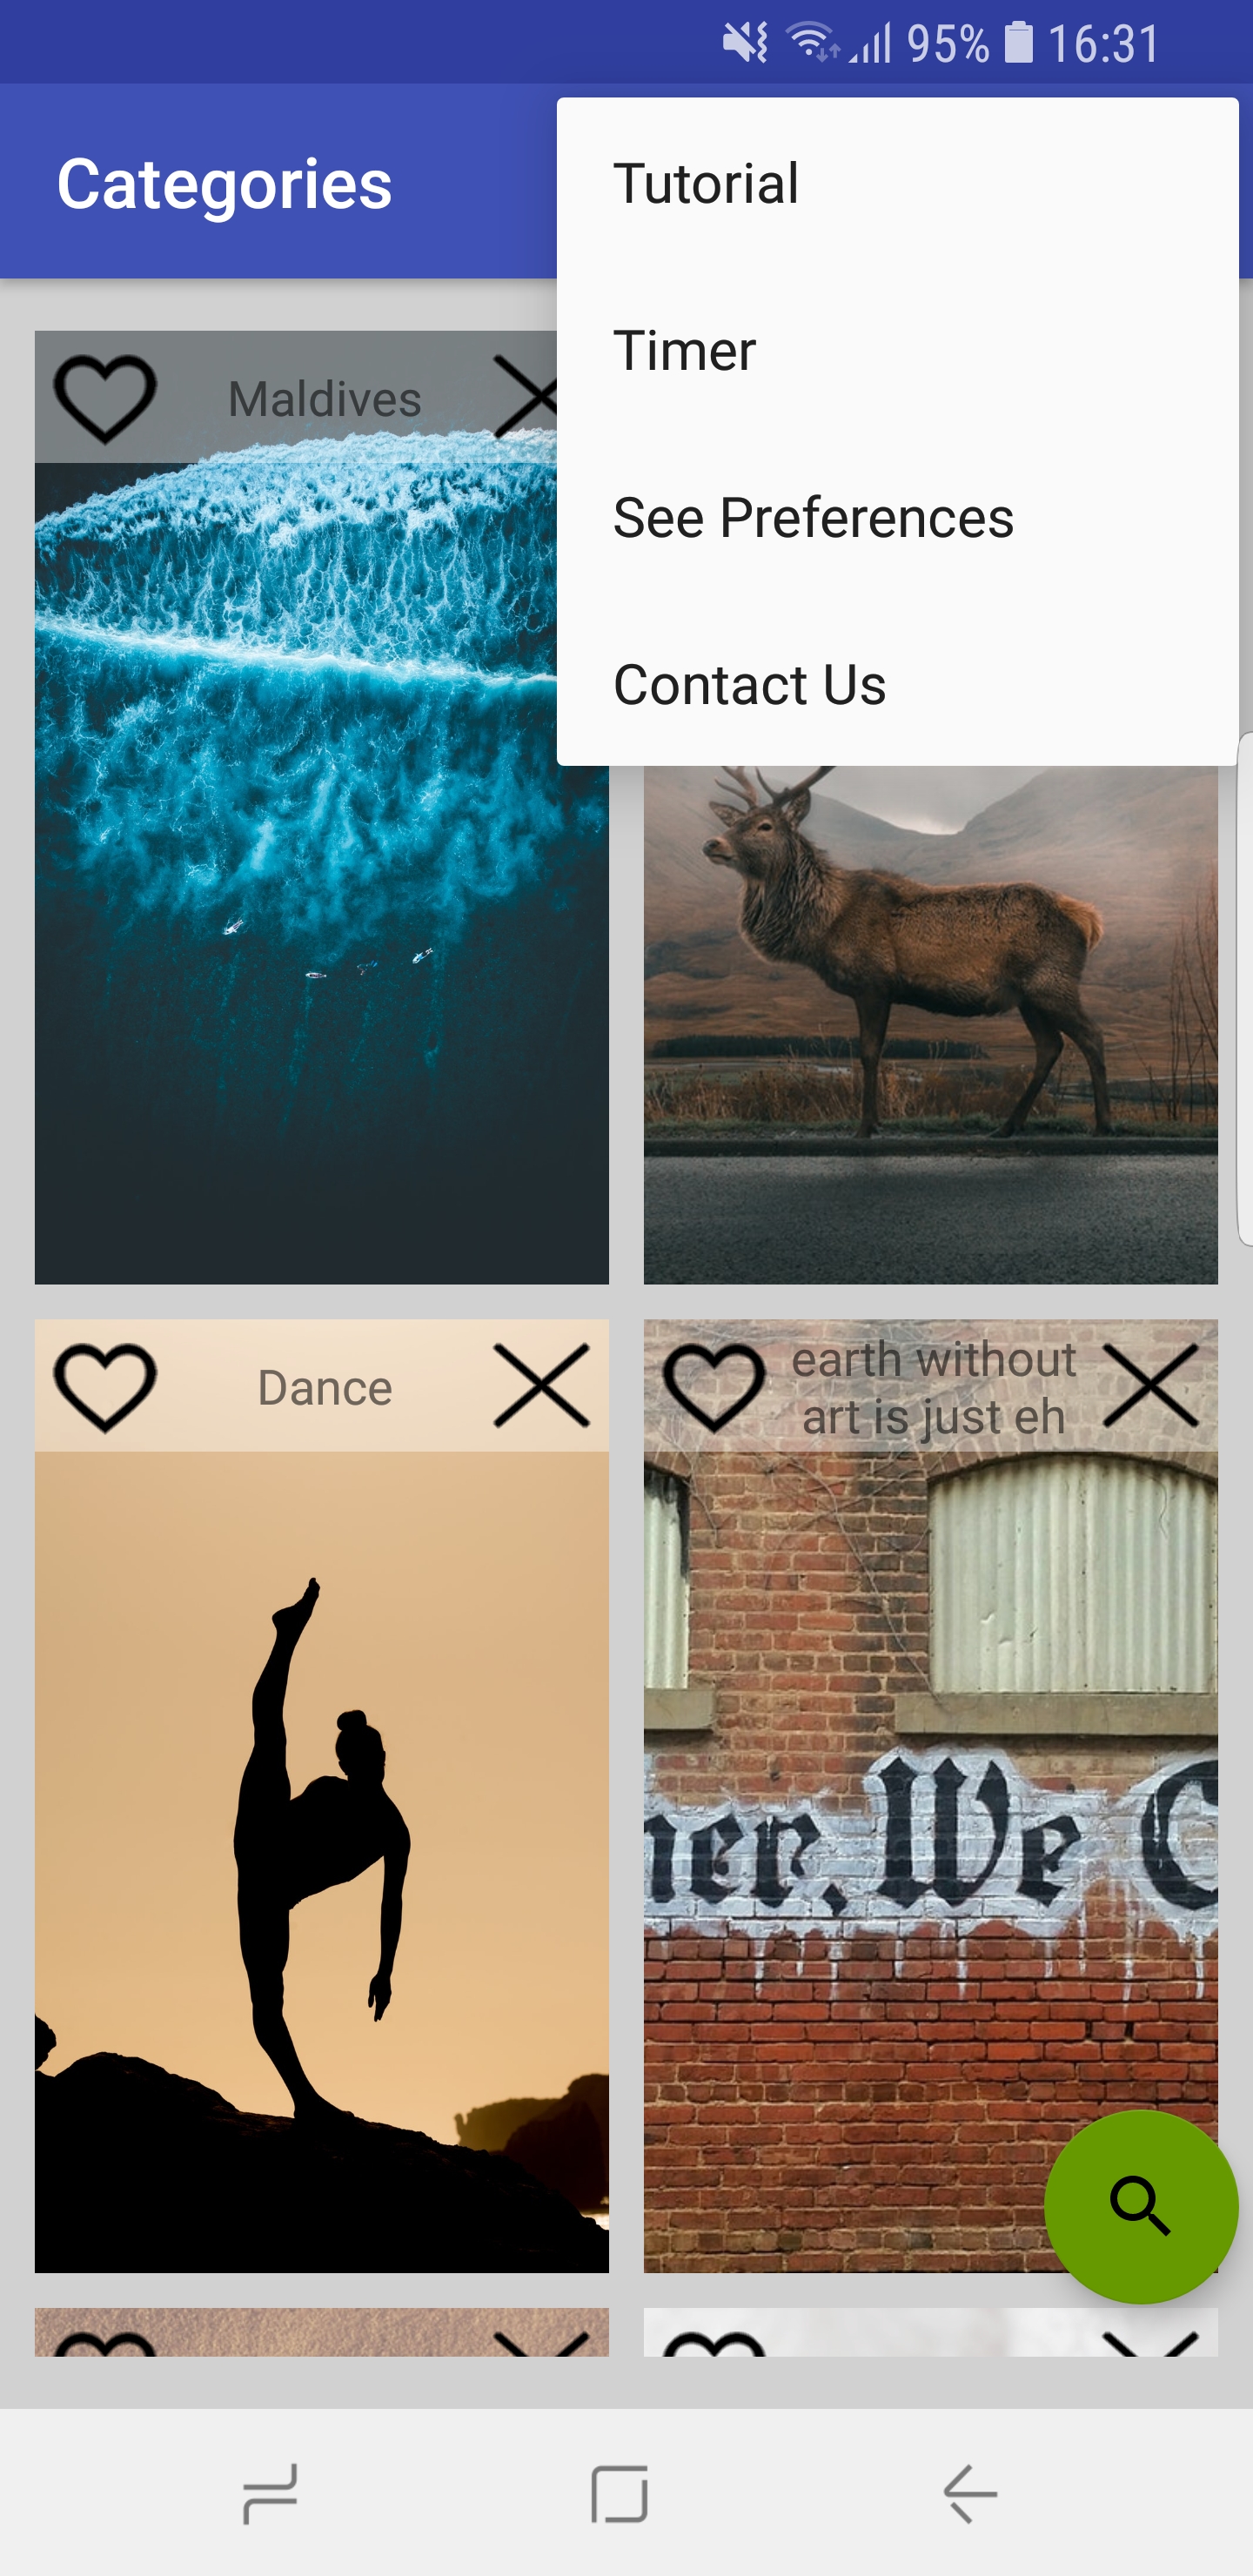 95% 16:31
Categories
Tutorial
Timer
See Preferences
Contact Us
Maldives
Dance
earth without
art is just eh
er, We C